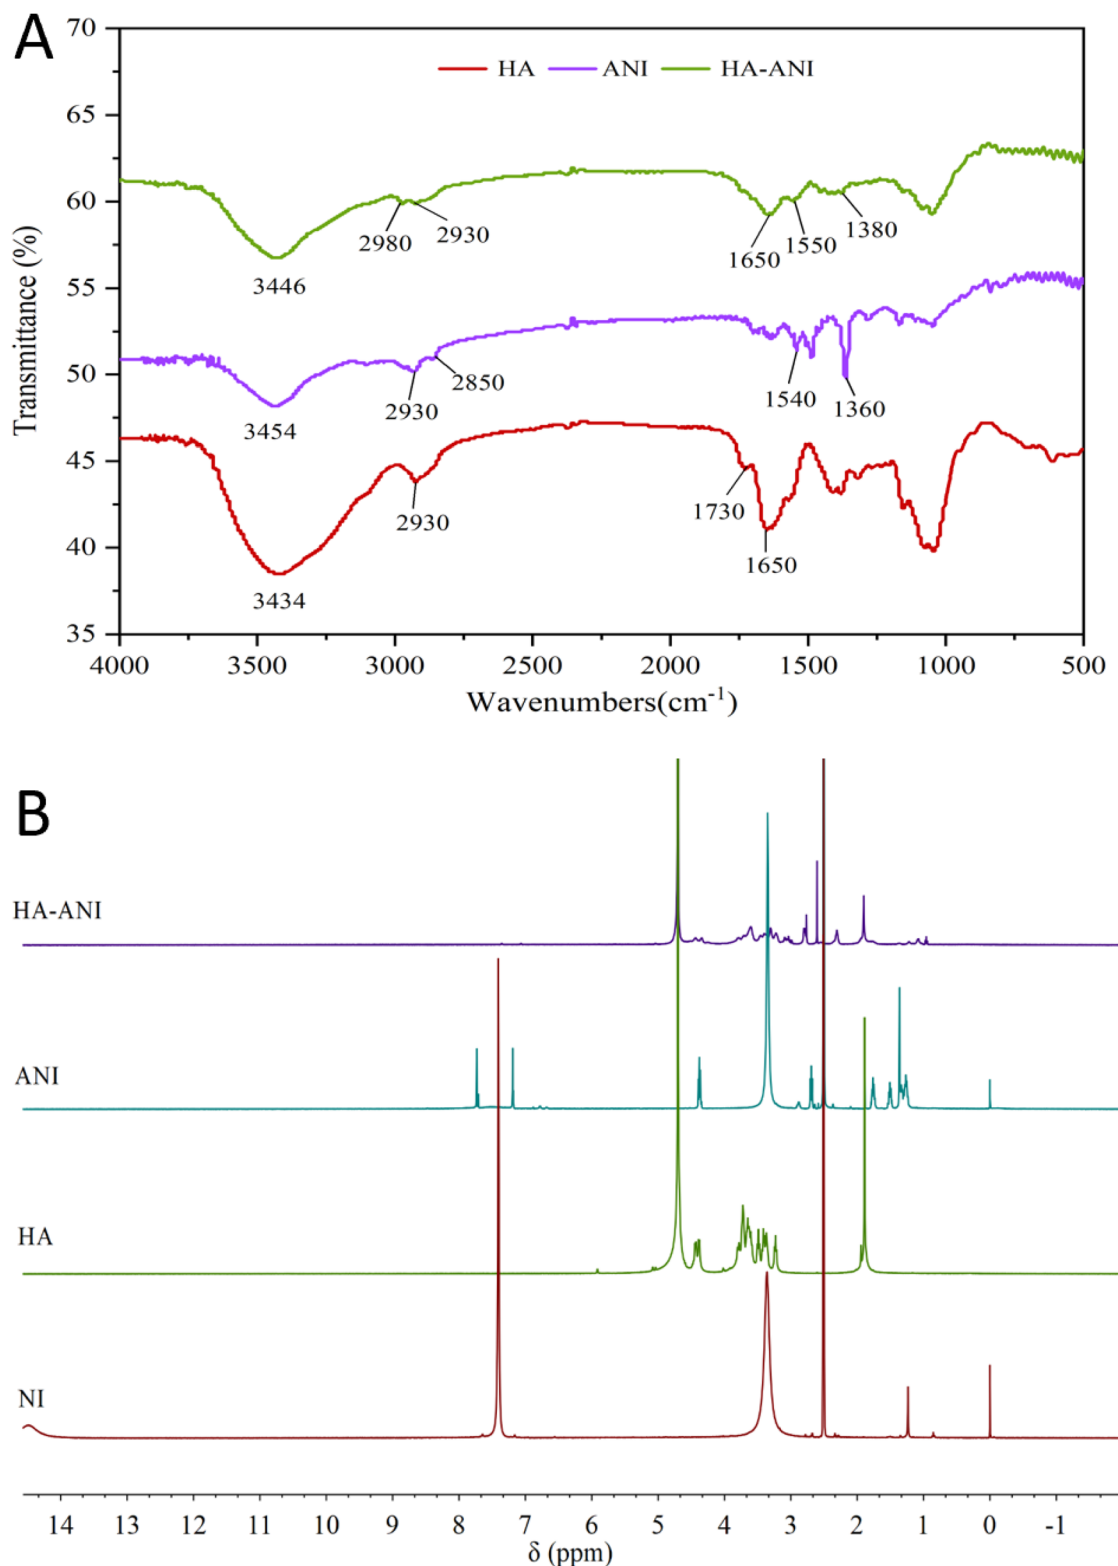 A
70
65
60
55
50
45
40
35
Transmittance (%)
HA ANI HA-ANI
2980 2930 1650 1550 1380
3446
2930 2850 1540 1360
3454
2930 1730 1650
3434
4000 3500 3000 2500 2000 1500 1000 500
Wavenumbers(cm⁻¹)
B
HA-ANI
ANI
HA
NI
14 13 12 11 10 9 8 7 6 5 4 3 2 1 0 -1
δ (ppm)